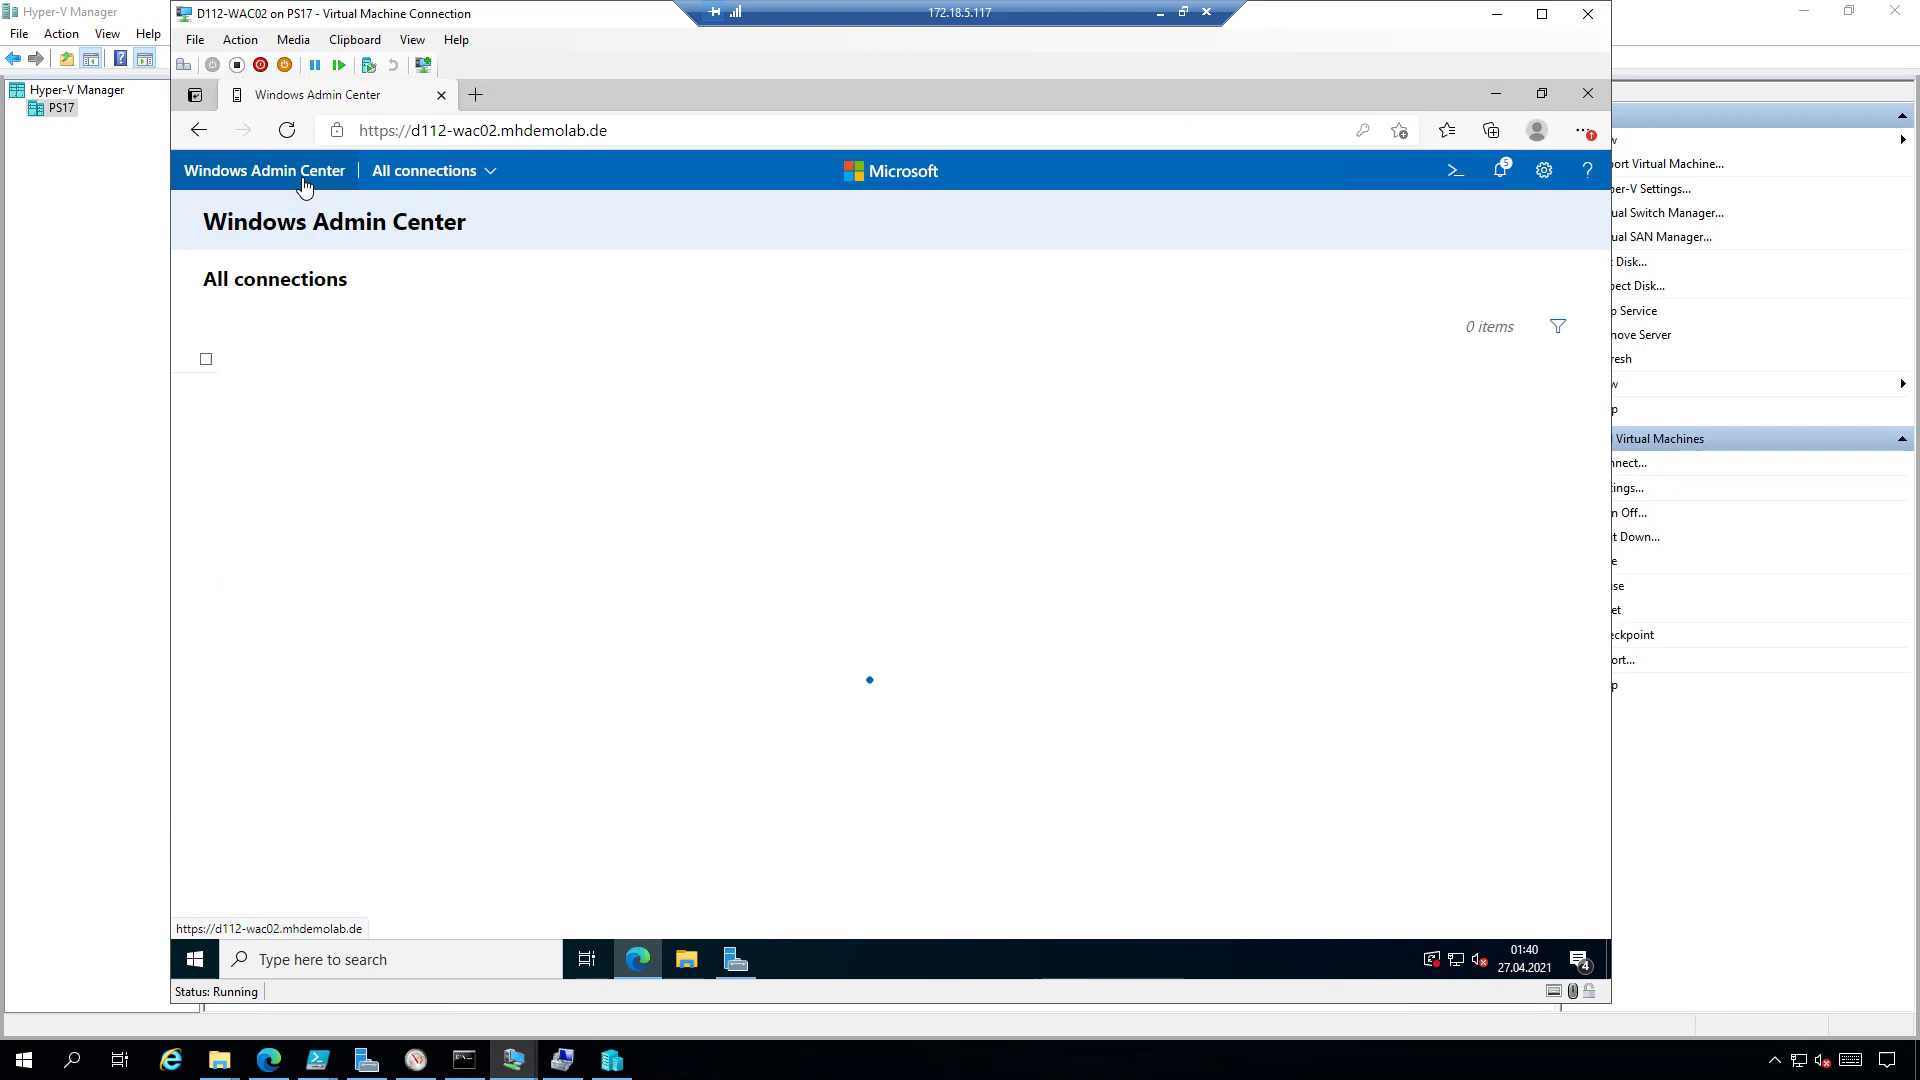 Hyper-V Manager
File Action View Help
Hyper-V Manager
PS17
D112-WAC02 on PS17 - Virtual Machine Connection
172.18.5.117
File Action Media Clipboard View Help
Windows Admin Center
https://d112-wac02.mhdemolab.de
Windows Admin Center All connections
Microsoft
5
Windows Admin Center
All connections
0 items
w
ort Virtual Machine...
per-V Settings...
ual Switch Manager...
ual SAN Manager...
t Disk...
pect Disk...
p Service
nove Server
resh
w
p
Virtual Machines
nnect...
tings...
n Off...
t Down...
e
use
et
eckpoint
ort...
p
https://d112-wac02.mhdemolab.de
Type here to search
01:40
27.04.2021
4
Status: Running